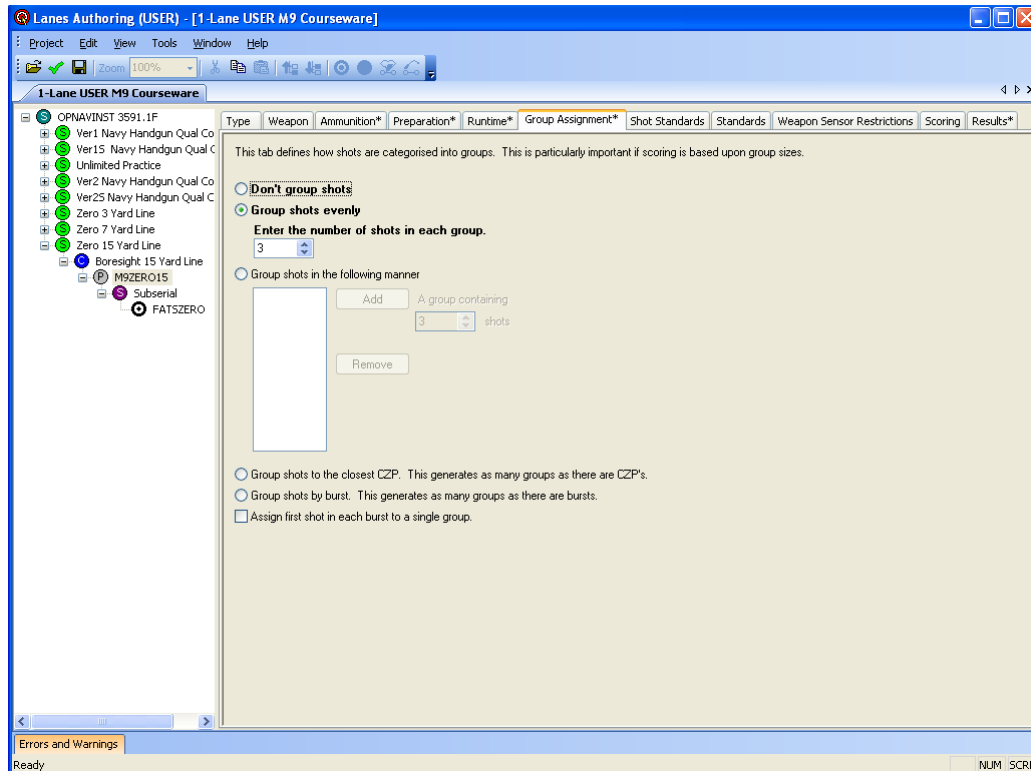 Lanes Authoring (USER) - [1-Lane USER M9 Courseware]
Project Edit View Tools Window Help
Zoom 100%
1-Lane USER M9 Courseware
OPNAVINST 3591.1F
Ver1 Navy Handgun Qual Co
Ver1S Navy Handgun Qual C
Unlimited Practice
Ver2 Navy Handgun Qual Co
Ver2S Navy Handgun Qual C
Zero 3 Yard Line
Zero 7 Yard Line
Zero 15 Yard Line
Boresight 15 Yard Line
M9ZERO15
Subserial
FATSZERO
Type Weapon Ammunition* Preparation* Runtime* Group Assignment* Shot Standards Standards Weapon Sensor Restrictions Scoring Results*
This tab defines how shots are categorised into groups. This is particularly important if scoring is based upon group sizes.
Don't group shots
Group shots evenly
Enter the number of shots in each group.
3
Group shots in the following manner
Add A group containing
3 shots
Remove
Group shots to the closest CZP. This generates as many groups as there are CZP's.
Group shots by burst. This generates as many groups as there are bursts.
Assign first shot in each burst to a single group.
Errors and Warnings
Ready NUM SCRL